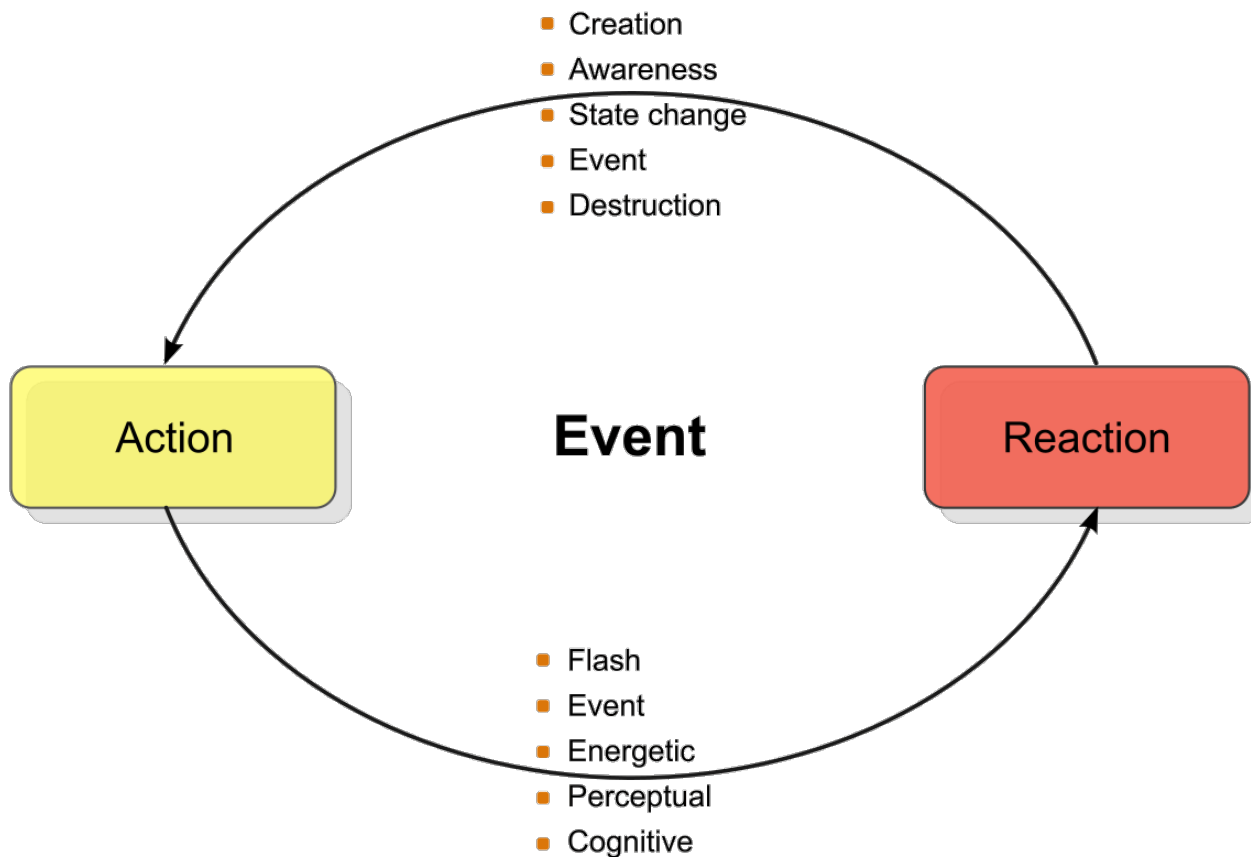 Creation
Awareness
State change
Event
Destruction
Action
Event
Reaction
Flash
Event
Energetic
Perceptual
Cognitive